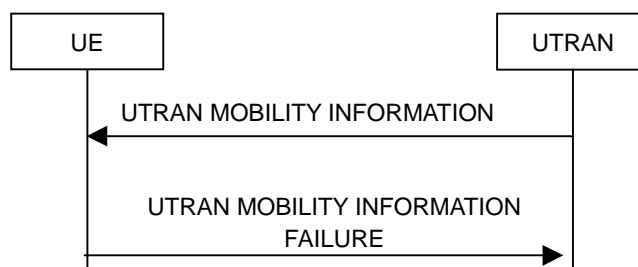 UE
UTRAN
UTRAN MOBILITY INFORMATION
UTRAN MOBILITY INFORMATION
FAILURE